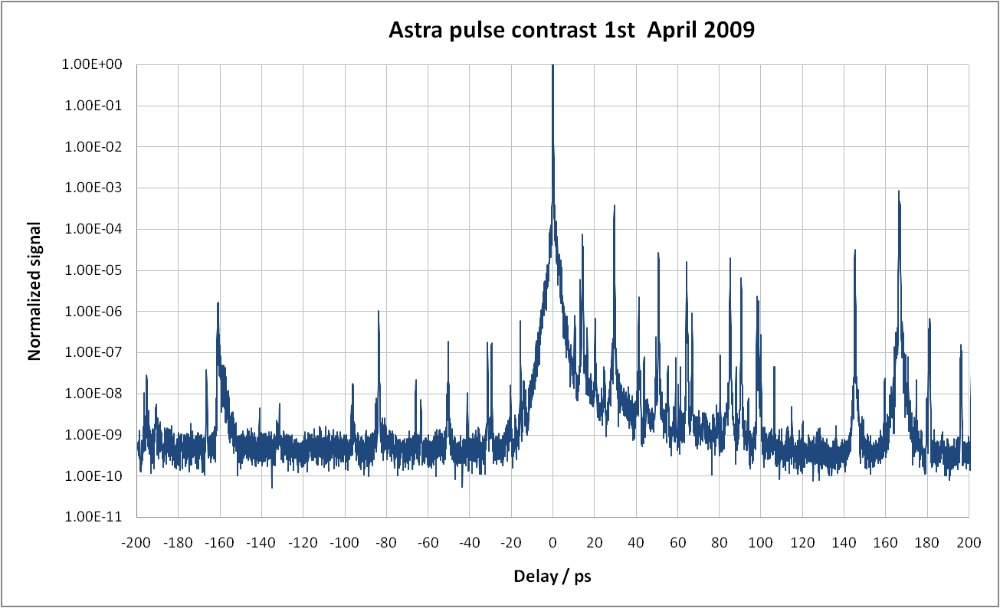 Astra pulse contrast 1st  April 2009
1.00E+00
1.00E-01
1.00E-02
1.00E-03
1.00E-04
1.00E-05
1.00E-06
1.00E-07
1.00E-08
1.00E-09
1.00E-10
1.00E-11
Normalized signal
-200 -180 -160 -140 -120 -100 -80 -60 -40 -20 0 20 40 60 80 100 120 140 160 180 200
Delay / ps